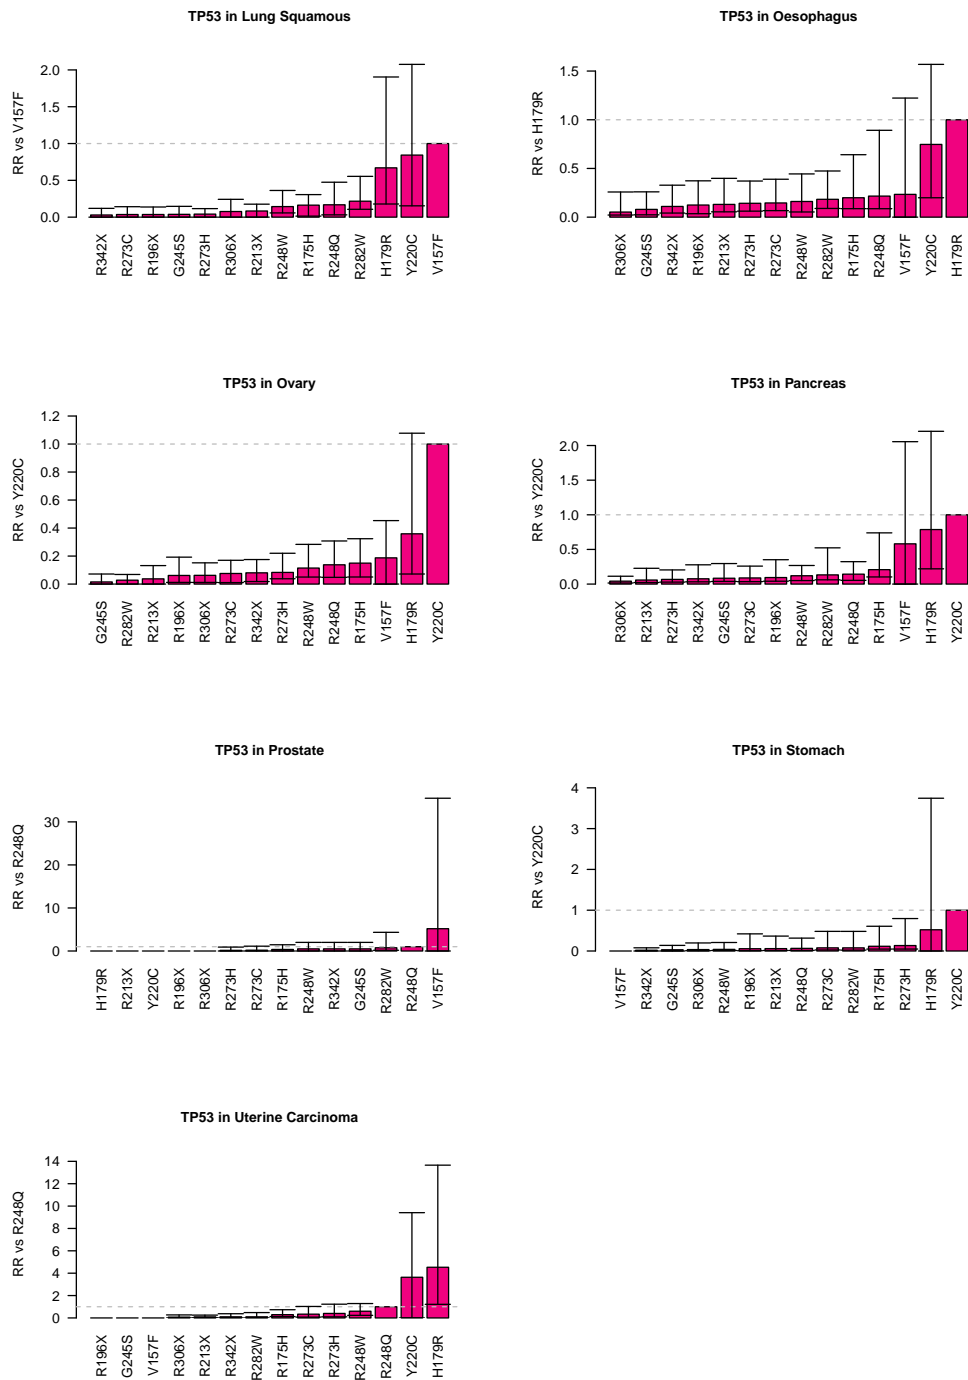 TP53 in Lung Squamous
RR vs V157F
2.0
1.5
1.0
0.5
0.0
R342X R273C R196X G245S R273H R306X R213X R248W R175H R248Q R282W H179R Y220C V157F
TP53 in Oesophagus
RR vs H179R
1.5
1.0
0.5
0.0
R306X G245S R342X R196X R213X R273H R273C R248W R282W R175H R248Q V157F Y220C H179R
TP53 in Ovary
RR vs Y220C
1.2
1.0
0.8
0.6
0.4
0.2
0.0
G245S R282W R213X R196X R306X R273C R342X R273H R248W R248Q R175H V157F H179R Y220C
TP53 in Pancreas
RR vs Y220C
2.0
1.5
1.0
0.5
0.0
R306X R213X R273H R342X G245S R273C R196X R248W R282W R248Q R175H V157F H179R Y220C
TP53 in Prostate
RR vs R248Q
30
20
10
0
H179R R213X Y220C R196X R306X R273H R273C R175H R248W R342X G245S R282W R248Q V157F
TP53 in Stomach
RR vs Y220C
4
3
2
1
0
V157F R342X G245S R306X R248W R196X R213X R248Q R273C R282W R175H R273H H179R Y220C
TP53 in Uterine Carcinoma
RR vs R248Q
14
12
10
8
6
4
2
0
R196X G245S V157F R306X R213X R342X R282W R175H R273C R273H R248W R248Q Y220C H179R